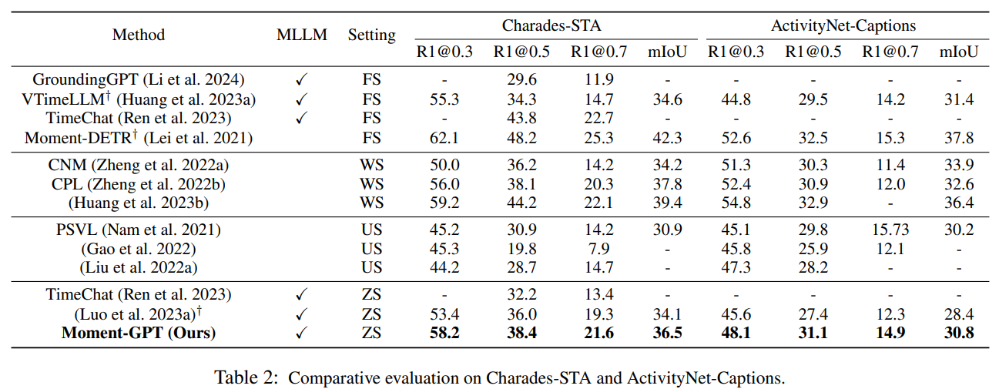 Method MLLM Setting Charades-STA ActivityNet-Captions
R1@0.3 R1@0.5 R1@0.7 mIoU R1@0.3 R1@0.5 R1@0.7 mIoU
GroundingGPT (Li et al. 2024) ✓ FS - 29.6 11.9 - - - - -
VTimeLLM† (Huang et al. 2023a) ✓ FS 55.3 34.3 14.7 34.6 44.8 29.5 14.2 31.4
TimeChat (Ren et al. 2023) ✓ FS - 43.8 22.7 - - - - -
Moment-DETR† (Lei et al. 2021) FS 62.1 48.2 25.3 42.3 52.6 32.5 15.3 37.8
CNM (Zheng et al. 2022a) WS 50.0 36.2 14.2 34.2 51.3 30.3 11.4 33.9
CPL (Zheng et al. 2022b) WS 56.0 38.1 20.3 37.8 52.4 30.9 12.0 32.6
(Huang et al. 2023b) WS 59.2 44.2 22.1 39.4 54.8 32.9 - 36.4
PSVL (Nam et al. 2021) US 45.2 30.9 14.2 30.9 45.1 29.8 15.73 30.2
(Gao et al. 2022) US 45.3 19.8 7.9 - 45.8 25.9 12.1 -
(Liu et al. 2022a) US 44.2 28.7 14.7 - 47.3 28.2 - -
TimeChat (Ren et al. 2023) ✓ ZS - 32.2 13.4 - - - - -
(Luo et al. 2023a)† ✓ ZS 53.4 36.0 19.3 34.1 45.6 27.4 12.3 28.4
Moment-GPT (Ours) ✓ ZS 58.2 38.4 21.6 36.5 48.1 31.1 14.9 30.8
Table 2: Comparative evaluation on Charades-STA and ActivityNet-Captions.